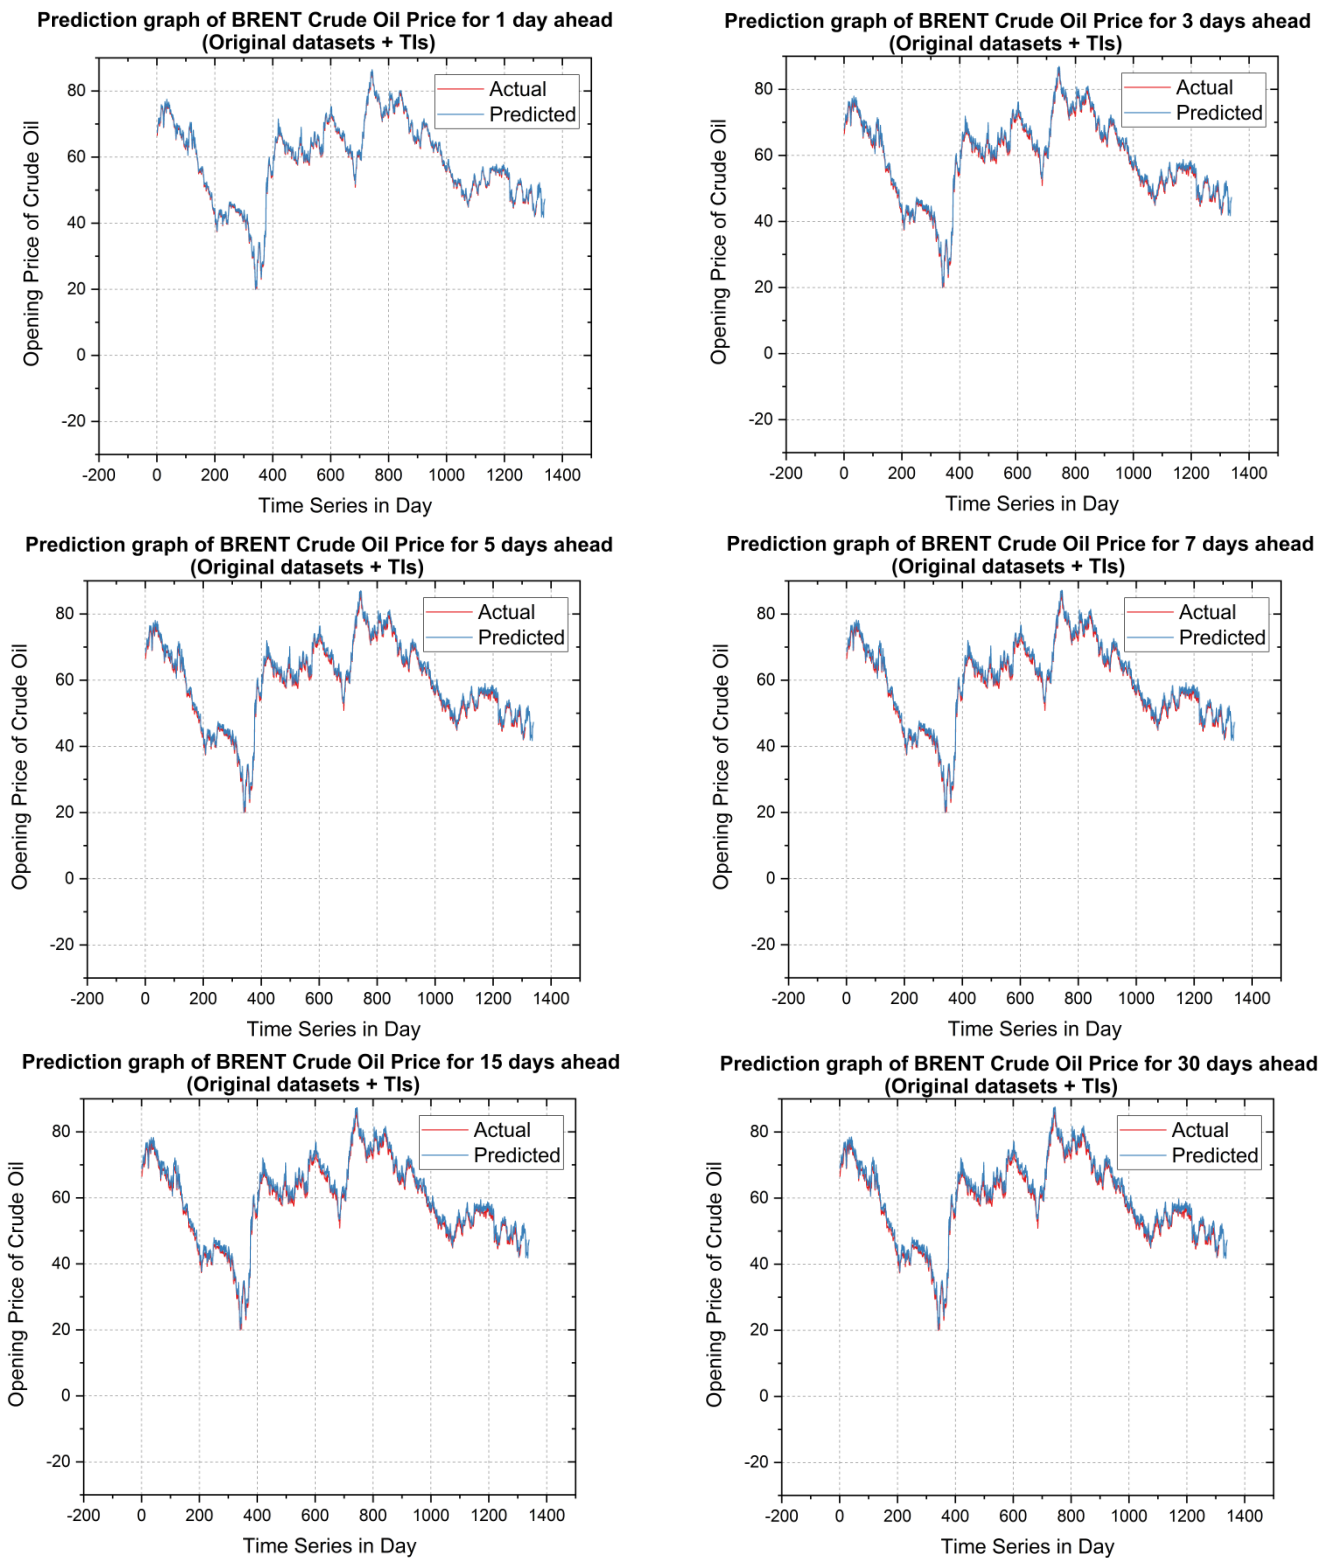 Prediction graph of BRENT Crude Oil Price for 1 day ahead
(Original datasets + TIs)
Actual
Predicted
80
60
40
20
0
-20
Opening Price of Crude Oil
-200 0 200 400 600 800 1000 1200 1400
Time Series in Day
Prediction graph of BRENT Crude Oil Price for 3 days ahead
(Original datasets + TIs)
Actual
Predicted
80
60
40
20
0
-20
Opening Price of Crude Oil
-200 0 200 400 600 800 1000 1200 1400
Time Series in Day
Prediction graph of BRENT Crude Oil Price for 5 days ahead
(Original datasets + TIs)
Actual
Predicted
80
60
40
20
0
-20
Opening Price of Crude Oil
-200 0 200 400 600 800 1000 1200 1400
Time Series in Day
Prediction graph of BRENT Crude Oil Price for 7 days ahead
(Original datasets + TIs)
Actual
Predicted
80
60
40
20
0
-20
Opening Price of Crude Oil
-200 0 200 400 600 800 1000 1200 1400
Time Series in Day
Prediction graph of BRENT Crude Oil Price for 15 days ahead
(Original datasets + TIs)
Actual
Predicted
80
60
40
20
0
-20
Opening Price of Crude Oil
-200 0 200 400 600 800 1000 1200 1400
Time Series in Day
Prediction graph of BRENT Crude Oil Price for 30 days ahead
(Original datasets + TIs)
Actual
Predicted
80
60
40
20
0
-20
Opening Price of Crude Oil
-200 0 200 400 600 800 1000 1200 1400
Time Series in Day